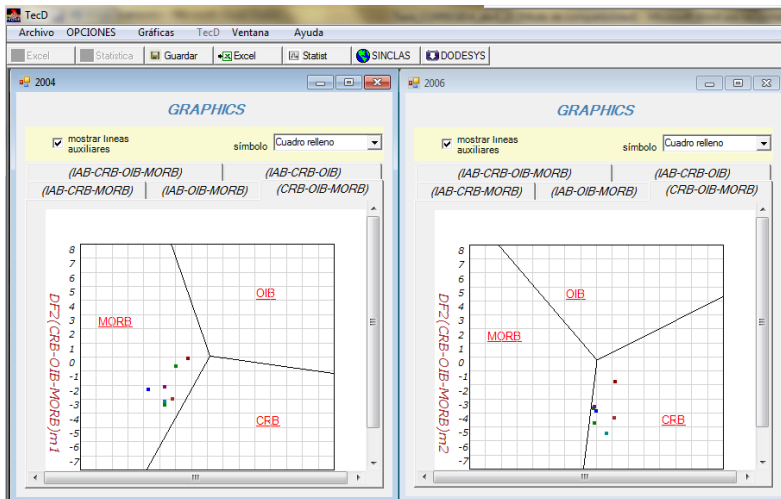 TecD
Archivo OPCIONES Gráficas TecD Ventana Ayuda
Excel Statistica Guardar Excel Statist SINCLAS DODESYS
2004
GRAPHICS
mostrar líneas
auxiliares
símbolo Cuadro relleno
(IAB-CRB-OIB-MORB) (IAB-CRB-OIB)
(IAB-CRB-MORB) (IAB-OIB-MORB) (CRB-OIB-MORB)
DF2(CRB-OIB-MORB)m1
8
7
6
5
4
3
2
1
0
-1
-2
-3
-4
-5
-6
-7
OIB
MORB
CRB
2006
GRAPHICS
mostrar líneas
auxiliares
símbolo Cuadro relleno
(IAB-CRB-OIB-MORB) (IAB-CRB-OIB)
(IAB-CRB-MORB) (IAB-OIB-MORB) (CRB-OIB-MORB)
DF2(CRB-OIB-MORB)m2
8
7
6
5
4
3
2
1
0
-1
-2
-3
-4
-5
-6
-7
OIB
MORB
CRB